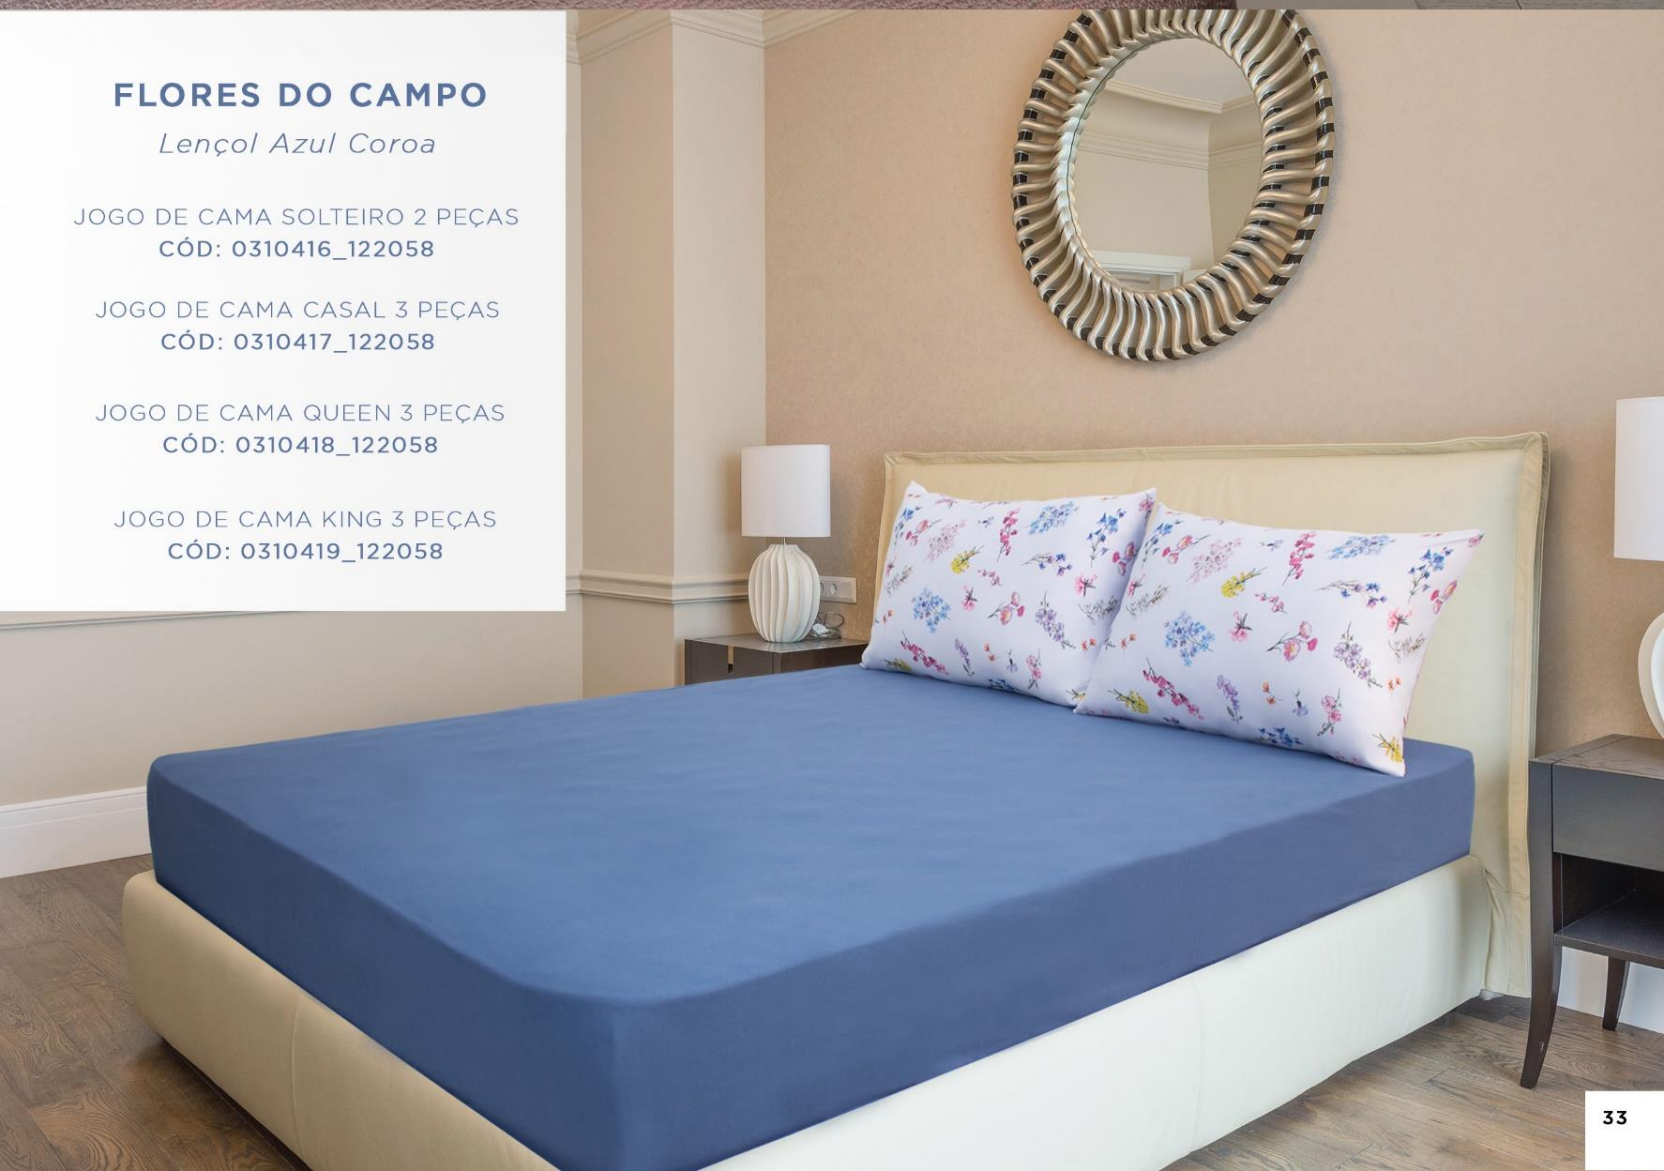 FLORES DO CAMPO
Lençol Azul Coroa
JOGO DE CAMA SOLTEIRO 2 PEÇAS
CÓD: 0310416_122058
JOGO DE CAMA CASAL 3 PEÇAS
CÓD: 0310417_122058
JOGO DE CAMA QUEEN 3 PEÇAS
CÓD: 0310418_122058
JOGO DE CAMA KING 3 PEÇAS
CÓD: 0310419_122058
33